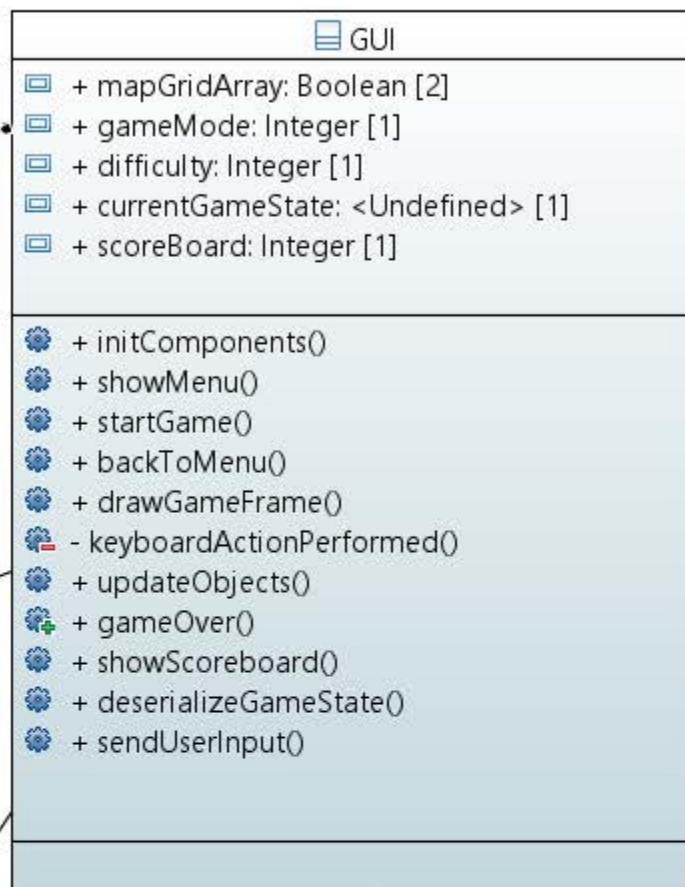 GUI
+ mapGridArray: Boolean [2]
+ gameMode: Integer [1]
+ difficulty: Integer [1]
+ currentGameState: <Undefined> [1]
+ scoreBoard: Integer [1]
+ initComponents()
+ showMenu()
+ startGame()
+ backToMenu()
+ drawGameFrame()
- keyboardActionPerformed()
+ updateObjects()
+ gameOver()
+ showScoreboard()
+ deserializeGameState()
+ sendUserInput()